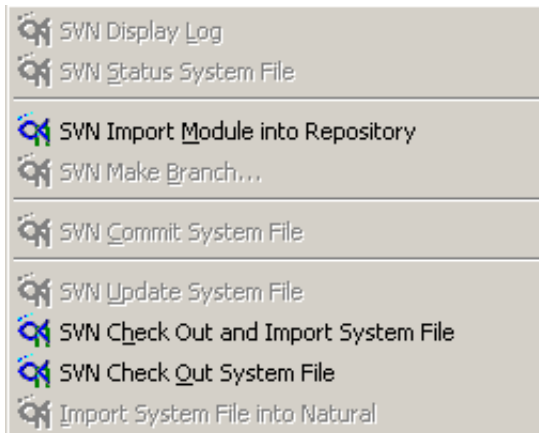 SVN Display Log
SVN Status System File
SVN Import Module into Repository
SVN Make Branch...
SVN Commit System File
SVN Update System File
SVN Check Out and Import System File
SVN Check Out System File
Import System File into Natural